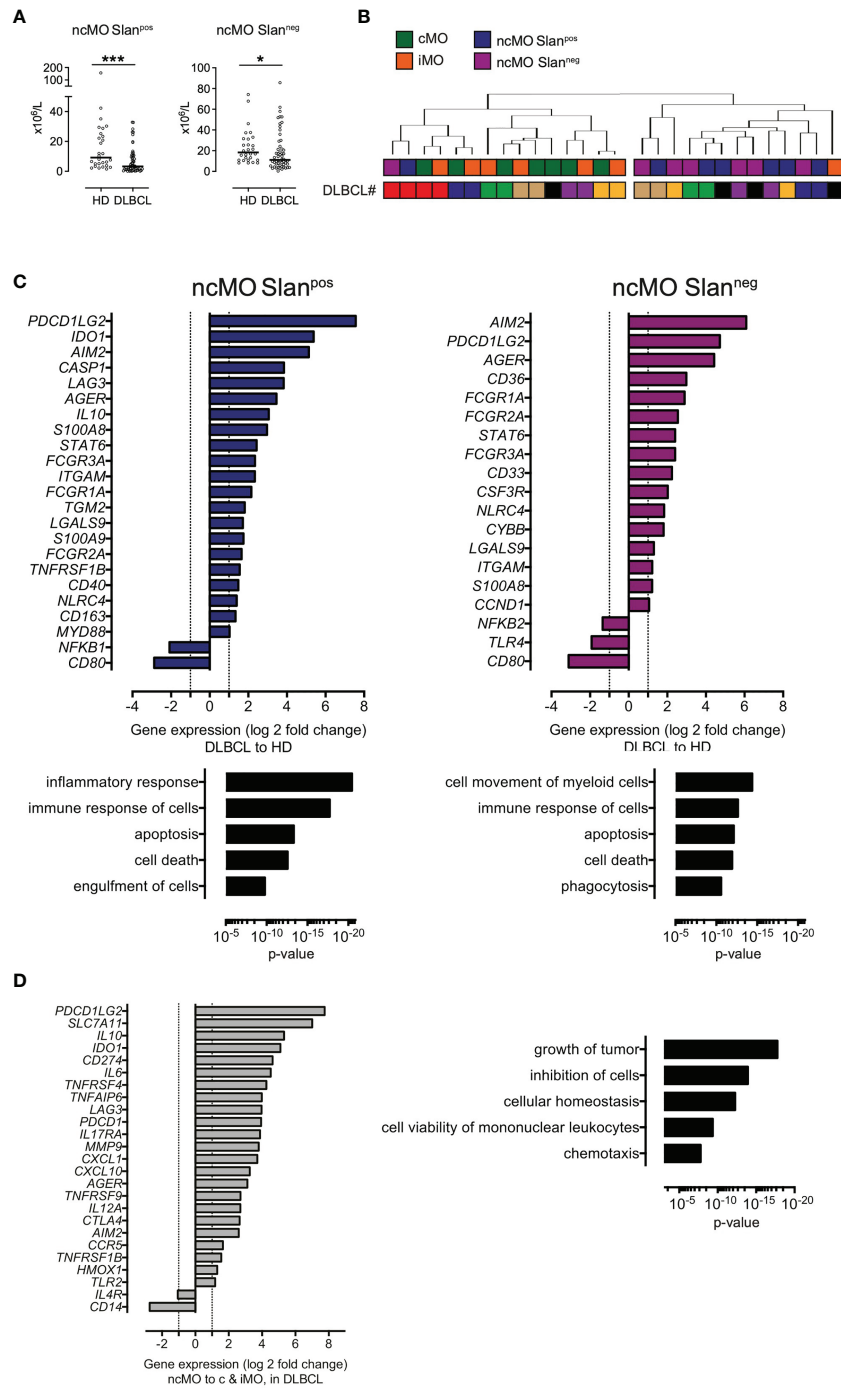 A
ncMO Slanpos
ncMO Slanneg
***
*
x10⁶/L
200
100
40
20
0
HD DLBCL
x10⁶/L
100
80
60
40
20
0
HD DLBCL
B
cMO
iMO
ncMO Slanpos
ncMO Slanneg
DLBCL#
C
ncMO Slanpos
PDCD1LG2
IDO1
AIM2
CASP1
LAG3
AGER
IL10
S100A8
STAT6
FCGR3A
ITGAM
FCGR1A
TGM2
LGALS9
S100A9
FCGR2A
TNFRSF1B
CD40
NLRC4
CD163
MYD88
NFKB1
CD80
-4 -2 0 2 4 6 8
Gene expression (log 2 fold change)
DLBCL to HD
ncMO Slanneg
AIM2
PDCD1LG2
AGER
CD36
FCGR1A
FCGR2A
STAT6
FCGR3A
CD33
CSF3R
NLRC4
CYBB
LGALS9
ITGAM
S100A8
CCND1
NFKB2
TLR4
CD80
-4 -2 0 2 4 6 8
Gene expression (log 2 fold change)
DLBCL to HD
inflammatory response
immune response of cells
apoptosis
cell death
engulfment of cells
10⁻⁵ 10⁻¹⁰ 10⁻¹⁵ 10⁻²⁰
p-value
cell movement of myeloid cells
immune response of cells
apoptosis
cell death
phagocytosis
10⁻⁵ 10⁻¹⁰ 10⁻¹⁵ 10⁻²⁰
p-value
D
PDCD1LG2
SLC7A11
IL10
IDO1
CD274
IL6
TNFRSF4
TNFAIP6
LAG3
PDCD1
IL17RA
MMP9
CXCL1
CXCL10
AGER
TNFRSF9
IL12A
CTLA4
AIM2
CCR5
TNFRSF1B
HMOX1
TLR2
IL4R
CD14
-2 0 2 4 6 8
Gene expression (log 2 fold change)
ncMO to c & iMO, in DLBCL
growth of tumor
inhibition of cells
cellular homeostasis
cell viability of mononuclear leukocytes
chemotaxis
10⁻⁵ 10⁻¹⁰ 10⁻¹⁵ 10⁻²⁰
p-value